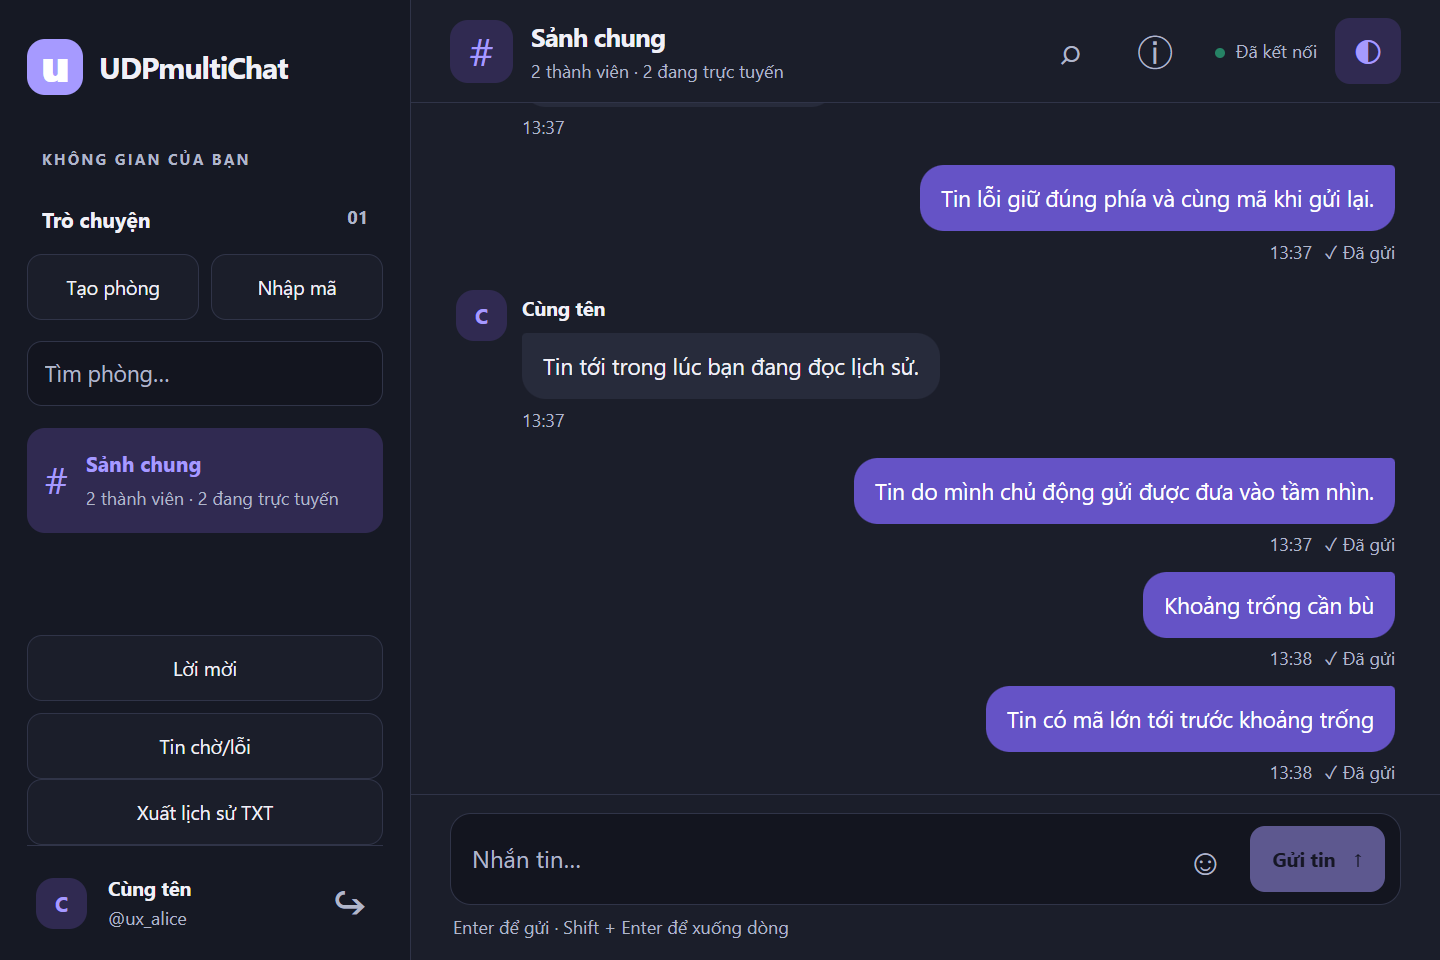 u UDPmultiChat
KHÔNG GIAN CỦA BẠN
Trò chuyện 01
Tạo phòng
Nhập mã
Tìm phòng...
# Sảnh chung
2 thành viên · 2 đang trực tuyến
Lời mời
Tin chờ/lỗi
Xuất lịch sử TXT
C Cùng tên
@ux_alice
# Sảnh chung
2 thành viên · 2 đang trực tuyến
Đã kết nối
13:37
Tin lỗi giữ đúng phía và cùng mã khi gửi lại.
13:37 ✓ Đã gửi
C Cùng tên
Tin tới trong lúc bạn đang đọc lịch sử.
13:37
Tin do mình chủ động gửi được đưa vào tầm nhìn.
13:37 ✓ Đã gửi
Khoảng trống cần bù
13:38 ✓ Đã gửi
Tin có mã lớn tới trước khoảng trống
13:38 ✓ Đã gửi
Nhắn tin...
Gửi tin ↑
Enter để gửi · Shift + Enter để xuống dòng